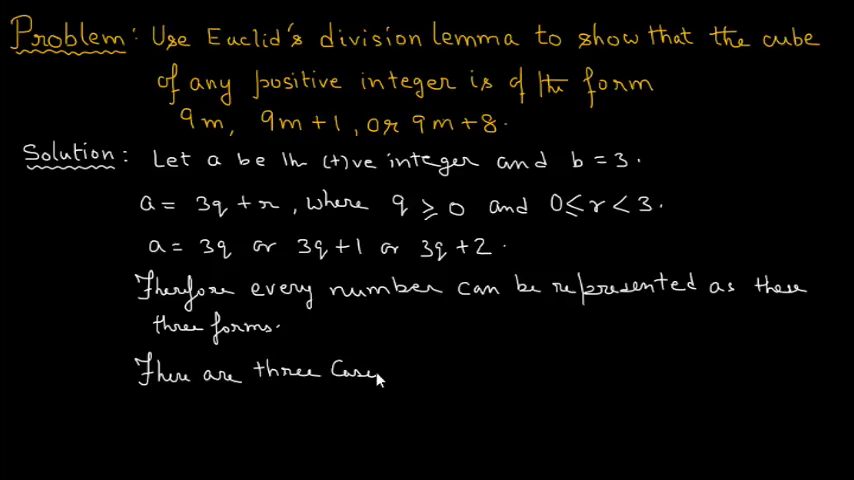 Problem: Use Euclid's division lemma to show that the cube
of any positive integer is of the form
9m, 9m+1, or 9m+8.
Solution: Let a be the (+)ve integer and b = 3.
a = 3q + r, where q ≥ 0 and 0 ≤ r < 3.
a = 3q or 3q+1 or 3q+2.
Therefore every number can be represented as these
three forms.
There are three Cases